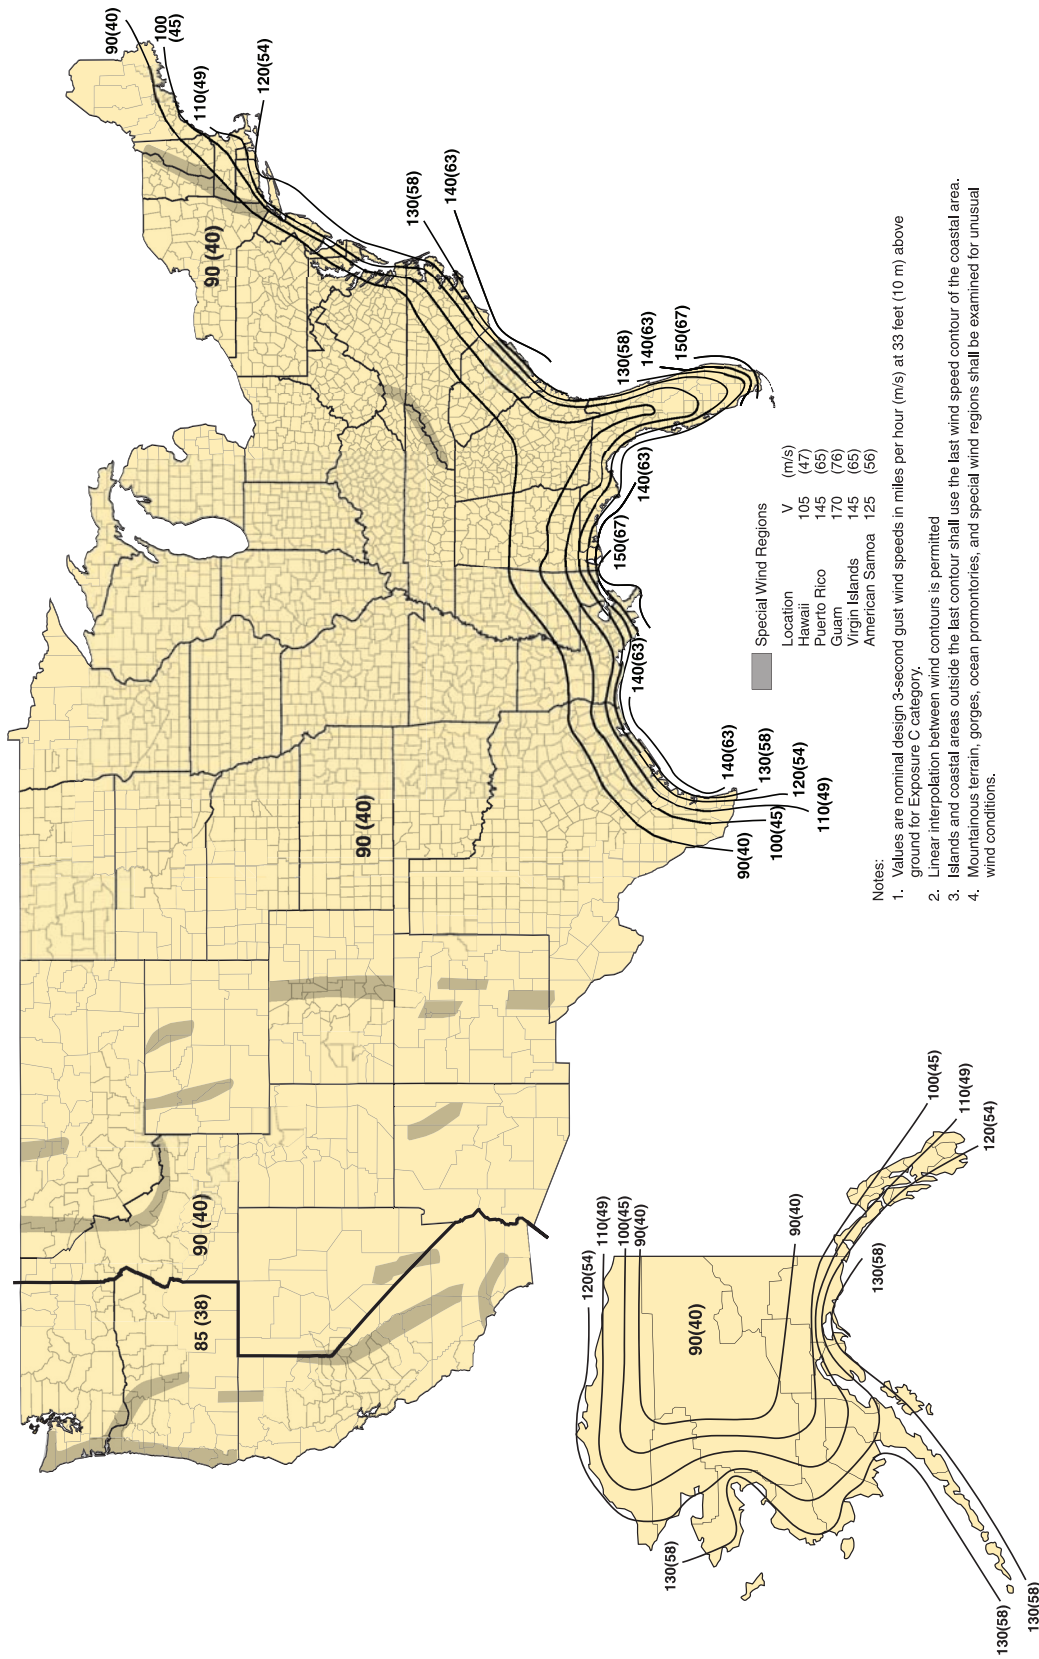 90(40)
100
(45)
110(49)
120(54)
130(58)
140(63)
90 (40)
130(58)
140(63)
150(67)
140(63)
150(67)
140(63)
140(63)
130(58)
120(54)
110(49)
100(45)
90(40)
90 (40)
90 (40)
85 (38)
Special Wind Regions
Location V (m/s)
Hawaii 105 (47)
Puerto Rico 145 (65)
Guam 170 (76)
Virgin Islands 145 (65)
American Samoa 125 (56)
Notes:
1. Values are nominal design 3-second gust wind speeds in miles per hour (m/s) at 33 feet (10 m) above
ground for Exposure C category.
2. Linear interpolation between wind contours is permitted
3. Islands and coastal areas outside the last contour shall use the last wind speed contour of the coastal area.
4. Mountainous terrain, gorges, ocean promontories, and special wind regions shall be examined for unusual
wind conditions.
120(54)
110(49)
100(45)
90(40)
90(40)
90(40)
100(45)
110(49)
120(54)
130(58)
130(58)
130(58)
130(58)